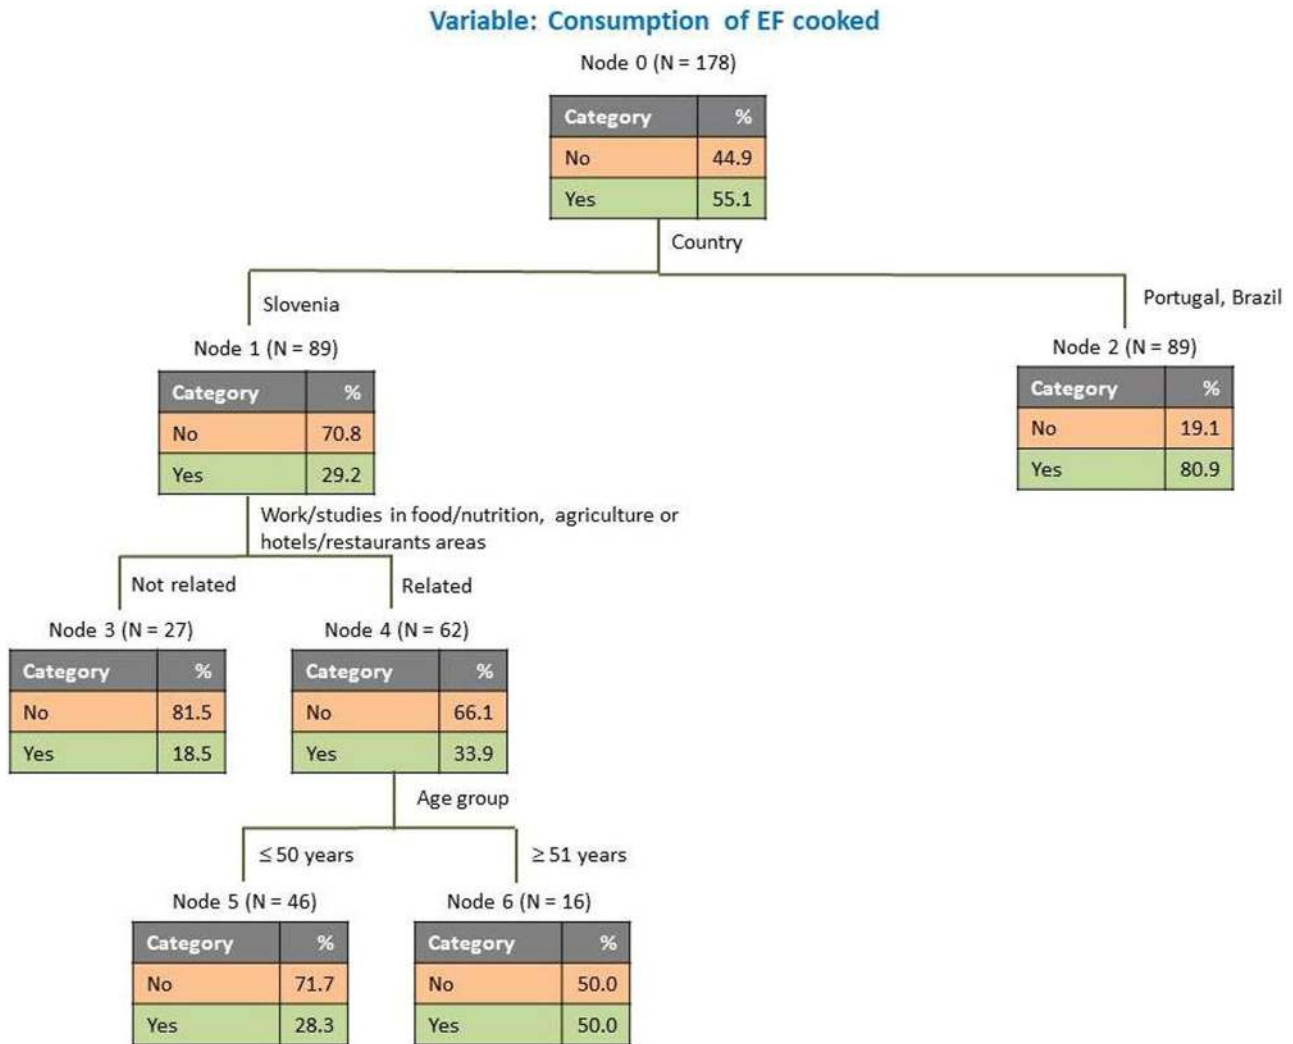 Variable: Consumption of EF cooked
Node 0 (N = 178)
Category %
No 44.9
Yes 55.1
Country
Slovenia
Portugal, Brazil
Node 1 (N = 89)
Category %
No 70.8
Yes 29.2
Node 2 (N = 89)
Category %
No 19.1
Yes 80.9
Work/studies in food/nutrition, agriculture or
hotels/restaurants areas
Not related
Related
Node 3 (N = 27)
Category %
No 81.5
Yes 18.5
Node 4 (N = 62)
Category %
No 66.1
Yes 33.9
Age group
≤ 50 years
≥ 51 years
Node 5 (N = 46)
Category %
No 71.7
Yes 28.3
Node 6 (N = 16)
Category %
No 50.0
Yes 50.0